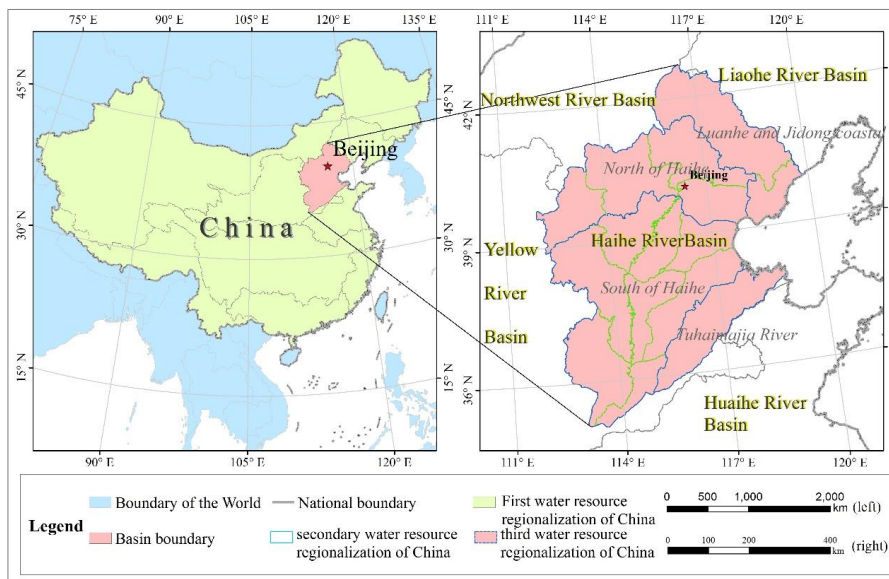 75° E
90° E
105° E
120° E
135° E
45° N
30° N
15° N
45° N
30° N
15° N
90° E
105° E
120° E
Beijing
China
111° E
114° E
117° E
120° E
42° N
39° N
36° N
111° E
114° E
117° E
120° E
Liaohe River Basin
Northwest River Basin
Luanhe and Jidong coastal
North of Haihe
Beijing
Haihe RiverBasin
Yellow
River
Basin
South of Haihe
Tuhaimajia River
Huaihe River
Basin
Legend
Boundary of the World
National boundary
First water resource
regionalization of China
Basin boundary
secondary water resource
regionalization of China
third water resource
regionalization of China
0 500 1,000 2,000
km (left)
0 100 200 400
km (right)